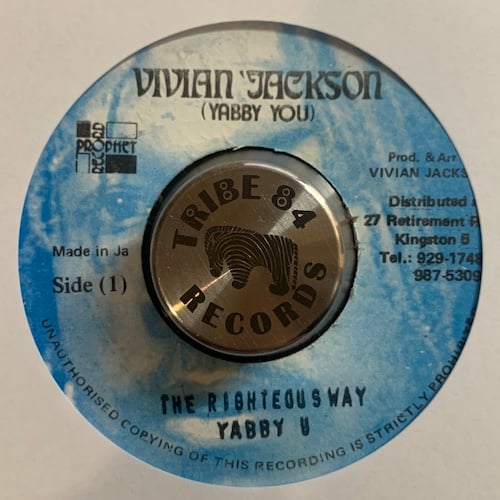 VIVIAN JACKSON
(YABBY YOU)
PROPHET
RECORD
Prod. & Arr
VIVIAN JACKS
Distributed
27 Retirement R
Kingston 5
Tel.: 929-1748
987-5309
Made in Ja
Side (1)
TRIBE 84
RECORDS
THE RIGHTEOUS WAY
YABBY U
UNAUTHORISED COPYING OF THIS RECORDING IS STRICTLY PROHIB